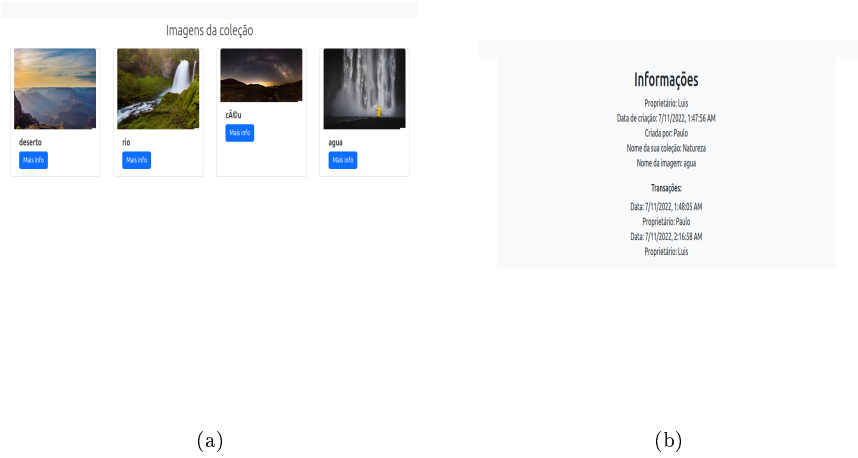 Imagens da coleção
deserto
Mais info
rio
Mais info
cÃ©u
Mais info
agua
Mais info
(a)
Informações
Proprietário: Luis
Data de criação: 7/11/2022, 1:47:56 AM
Criada por: Paulo
Nome da sua coleção: Natureza
Nome da imagem: agua
Transações:
Data: 7/11/2022, 1:48:05 AM
Proprietário: Paulo
Data: 7/11/2022, 2:16:58 AM
Proprietário: Luis
(b)